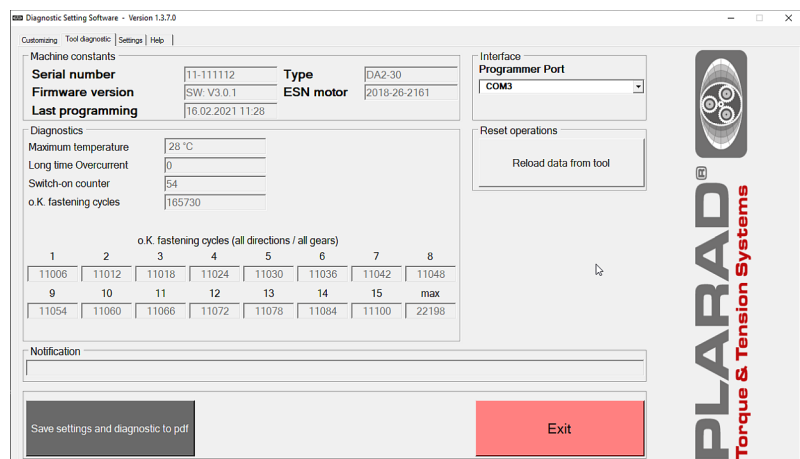 Diagnostic Setting Software - Version 1.3.7.0
Customizing Tool diagnostic Settings Help
Machine constants
Serial number 11-111112 Type DA2-30
Firmware version SW: V3.0.1 ESN motor 2018-26-2161
Last programming 16.02.2021 11:28
Interface
Programmer Port
COM3
Diagnostics
Maximum temperature 28 °C
Long time Overcurrent 0
Switch-on counter 54
o.K. fastening cycles 165730
Reset operations
Reload data from tool
o.K. fastening cycles (all directions / all gears)
1 2 3 4 5 6 7 8
11006 11012 11018 11024 11030 11036 11042 11048
9 10 11 12 13 14 15 max
11054 11060 11066 11072 11078 11084 11100 22198
Notification
Save settings and diagnostic to pdf
Exit
PLARAD®
Torque & Tension Systems